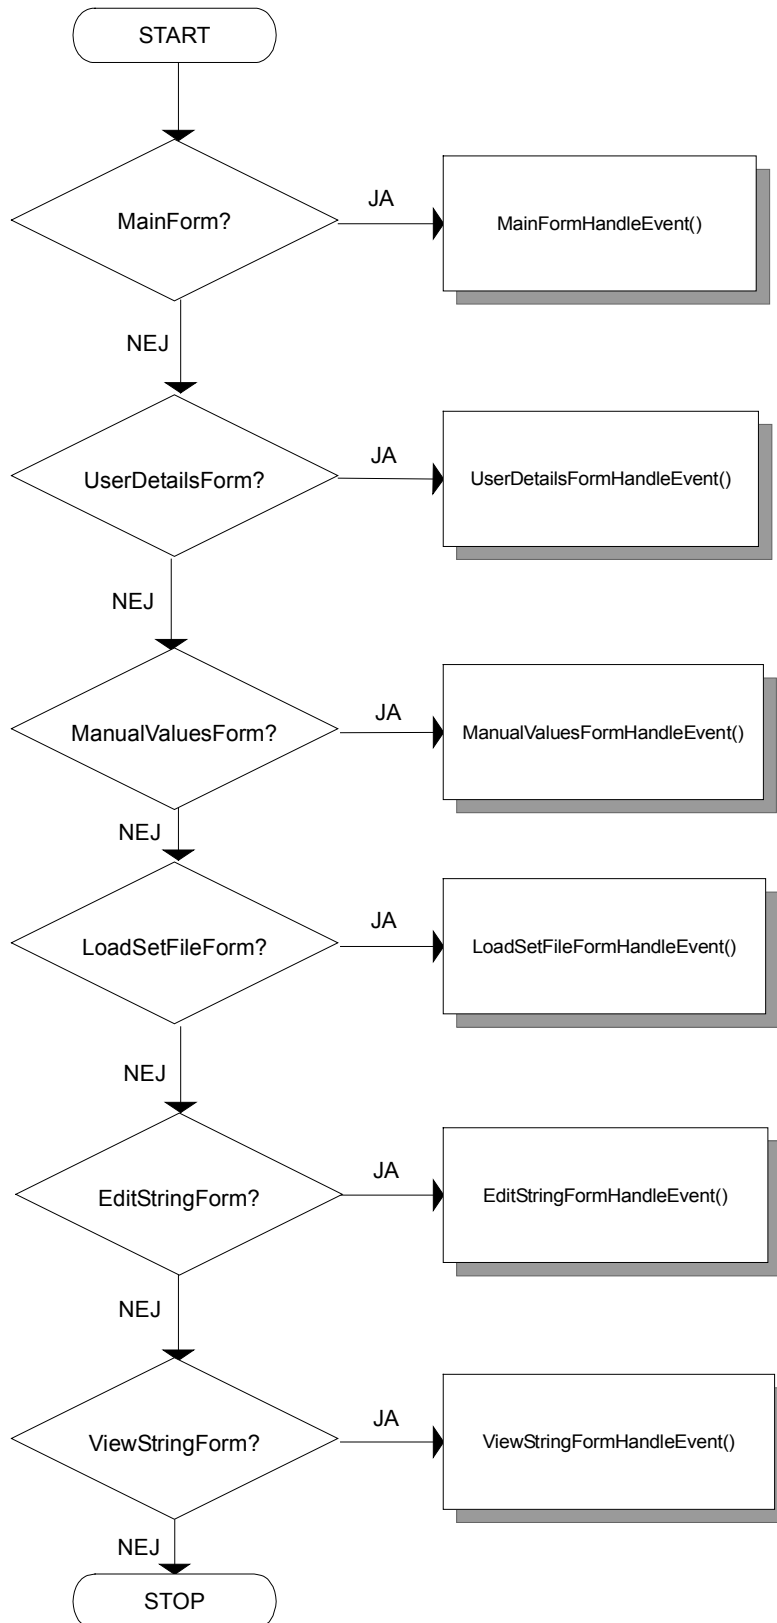 START
MainForm?
JA
MainFormHandleEvent()
NEJ
UserDetailsForm?
JA
UserDetailsFormHandleEvent()
NEJ
ManualValuesForm?
JA
ManualValuesFormHandleEvent()
NEJ
LoadSetFileForm?
JA
LoadSetFileFormHandleEvent()
NEJ
EditStringForm?
JA
EditStringFormHandleEvent()
NEJ
ViewStringForm?
JA
ViewStringFormHandleEvent()
NEJ
STOP